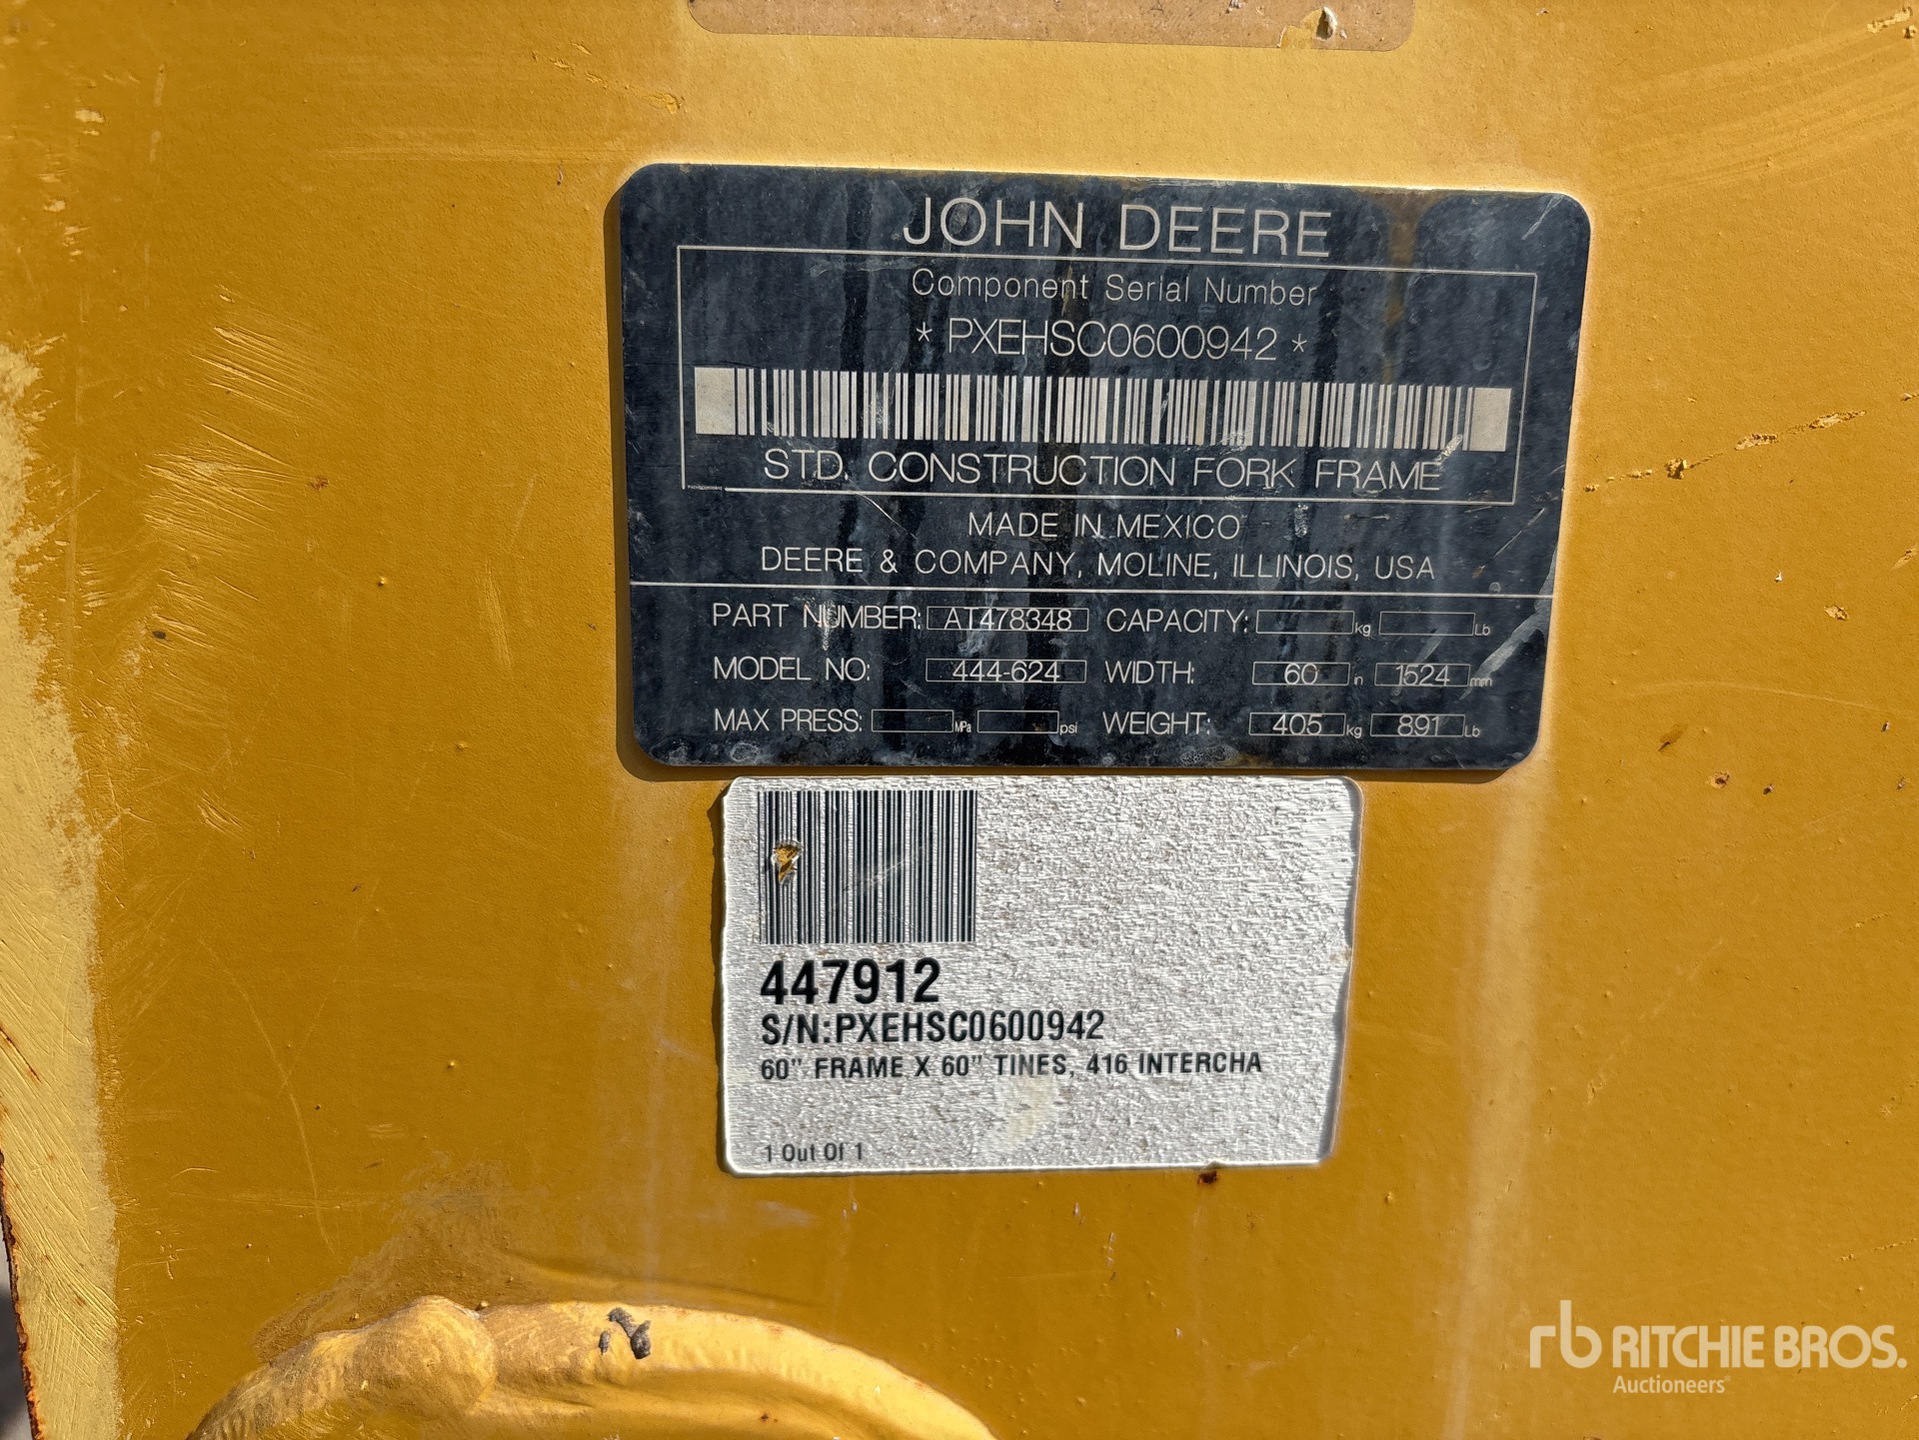 JOHN DEERE
Component Serial Number
* PXEHSC0600942 *
STD. CONSTRUCTION FORK FRAME
MADE IN MEXICO
DEERE & COMPANY, MOLINE, ILLINOIS, USA
PART NUMBER: AT478348 CAPACITY: kg Lb
MODEL NO: 444-624 WIDTH: 60 in 1524 mm
MAX PRESS: MPa psi WEIGHT: 405 kg 891 Lb
447912
S/N:PXEHSC0600942
60" FRAME X 60" TINES, 416 INTERCHA
1 Out Of 1
rb RITCHIE BROS.
Auctioneers